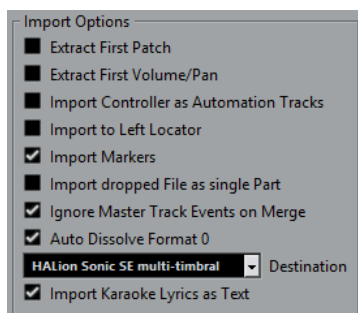 Import Options
Extract First Patch
Extract First Volume/Pan
Import Controller as Automation Tracks
Import to Left Locator
Import Markers
Import dropped File as single Part
Ignore Master Track Events on Merge
Auto Dissolve Format 0
HALion Sonic SE multi-timbral Destination
Import Karaoke Lyrics as Text